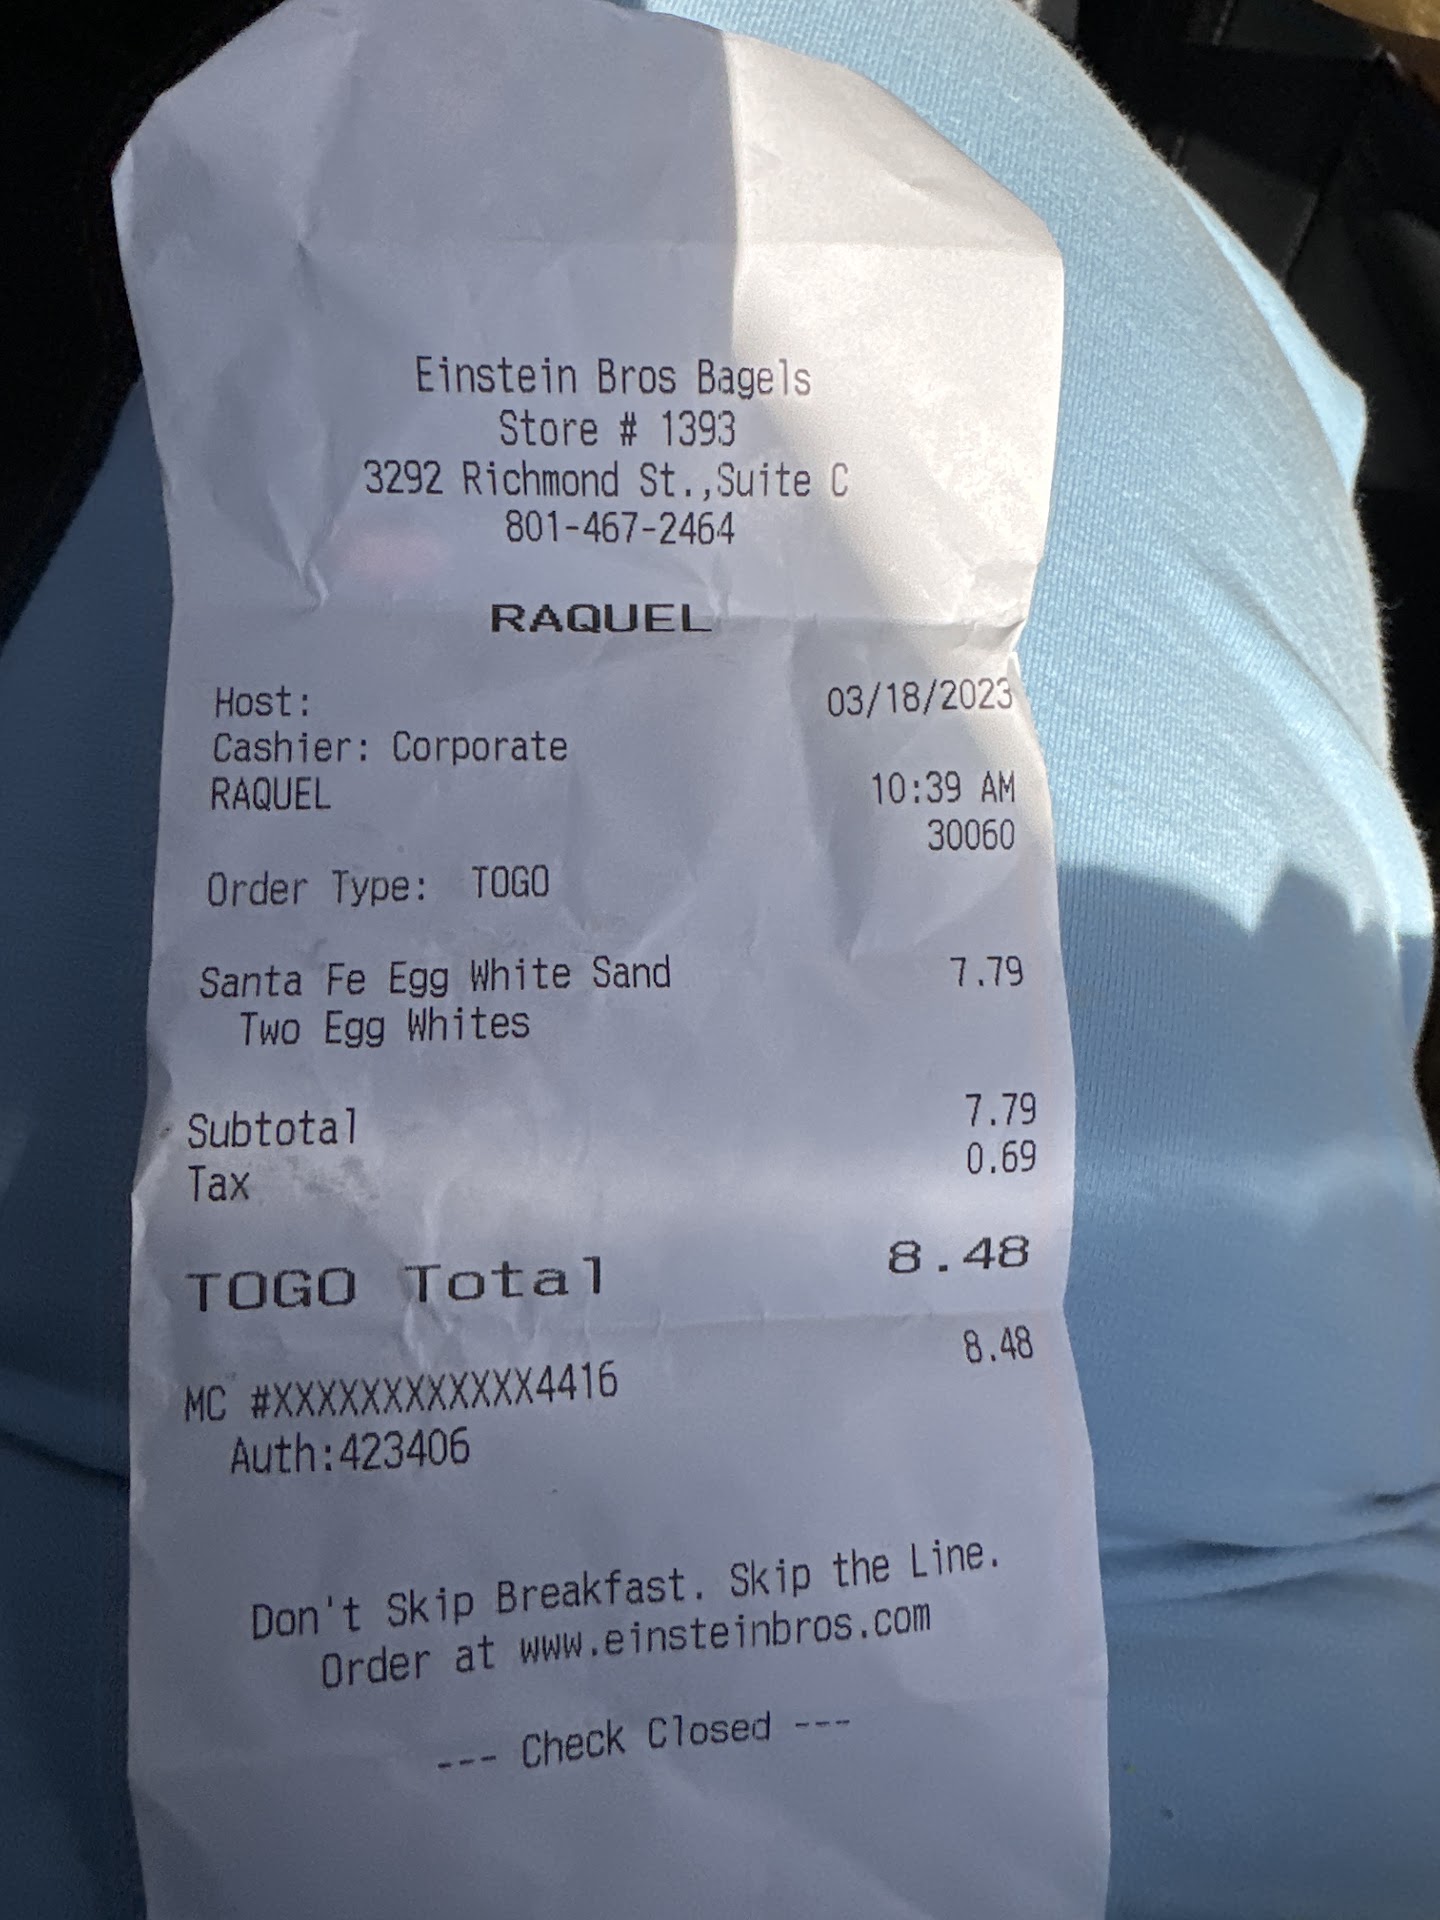 Einstein Bros Bagels
Store # 1393
3292 Richmond St.,Suite C
801-467-2464
RAQUEL
Host: 03/18/2023
Cashier: Corporate
RAQUEL 10:39 AM
30060
Order Type: TOGO
Santa Fe Egg White Sand 7.79
Two Egg Whites
Subtotal 7.79
Tax 0.69
TOGO Total 8.48
MC #XXXXXXXXXXXX4416 8.48
Auth:423406
Don't Skip Breakfast. Skip the Line.
Order at www.einsteinbros.com
--- Check Closed ---